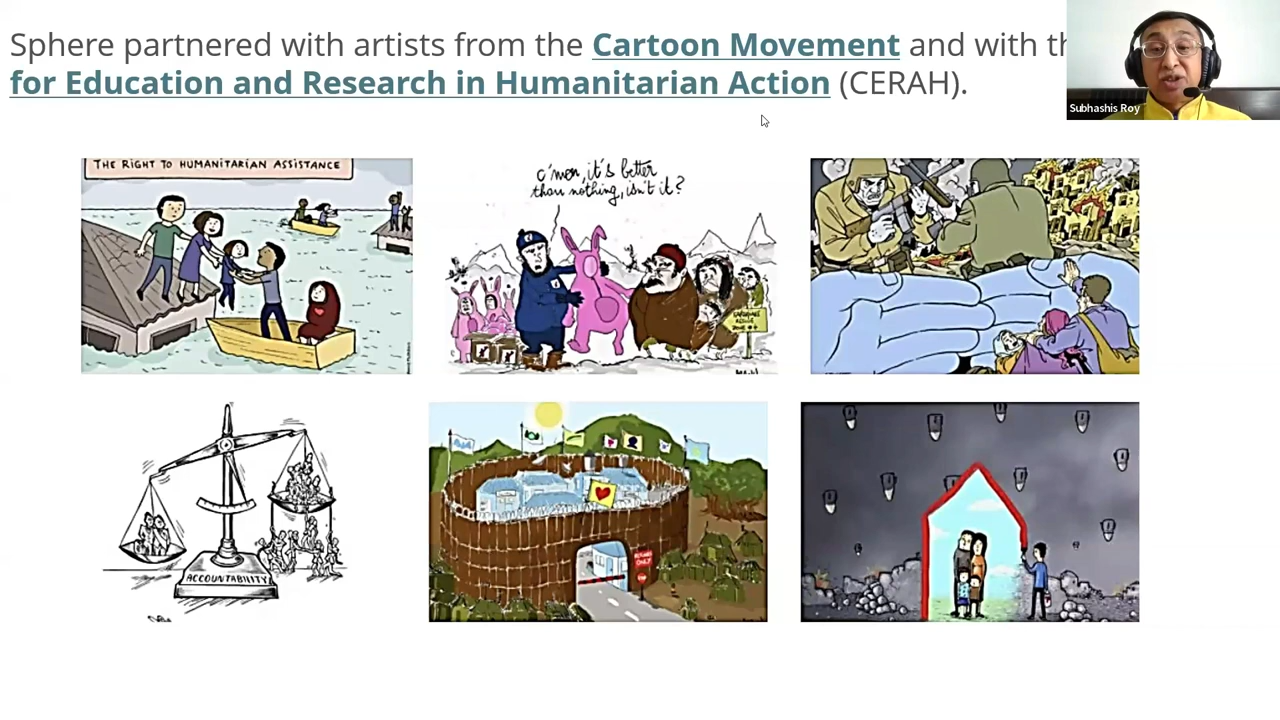 Sphere partnered with artists from the Cartoon Movement and with th
for Education and Research in Humanitarian Action (CERAH).
Subhashis Roy
THE RIGHT TO HUMANITARIAN ASSISTANCE
c'mon, it's better
than nothing, isn't it?
ACCOUNTABILITY
ONLY